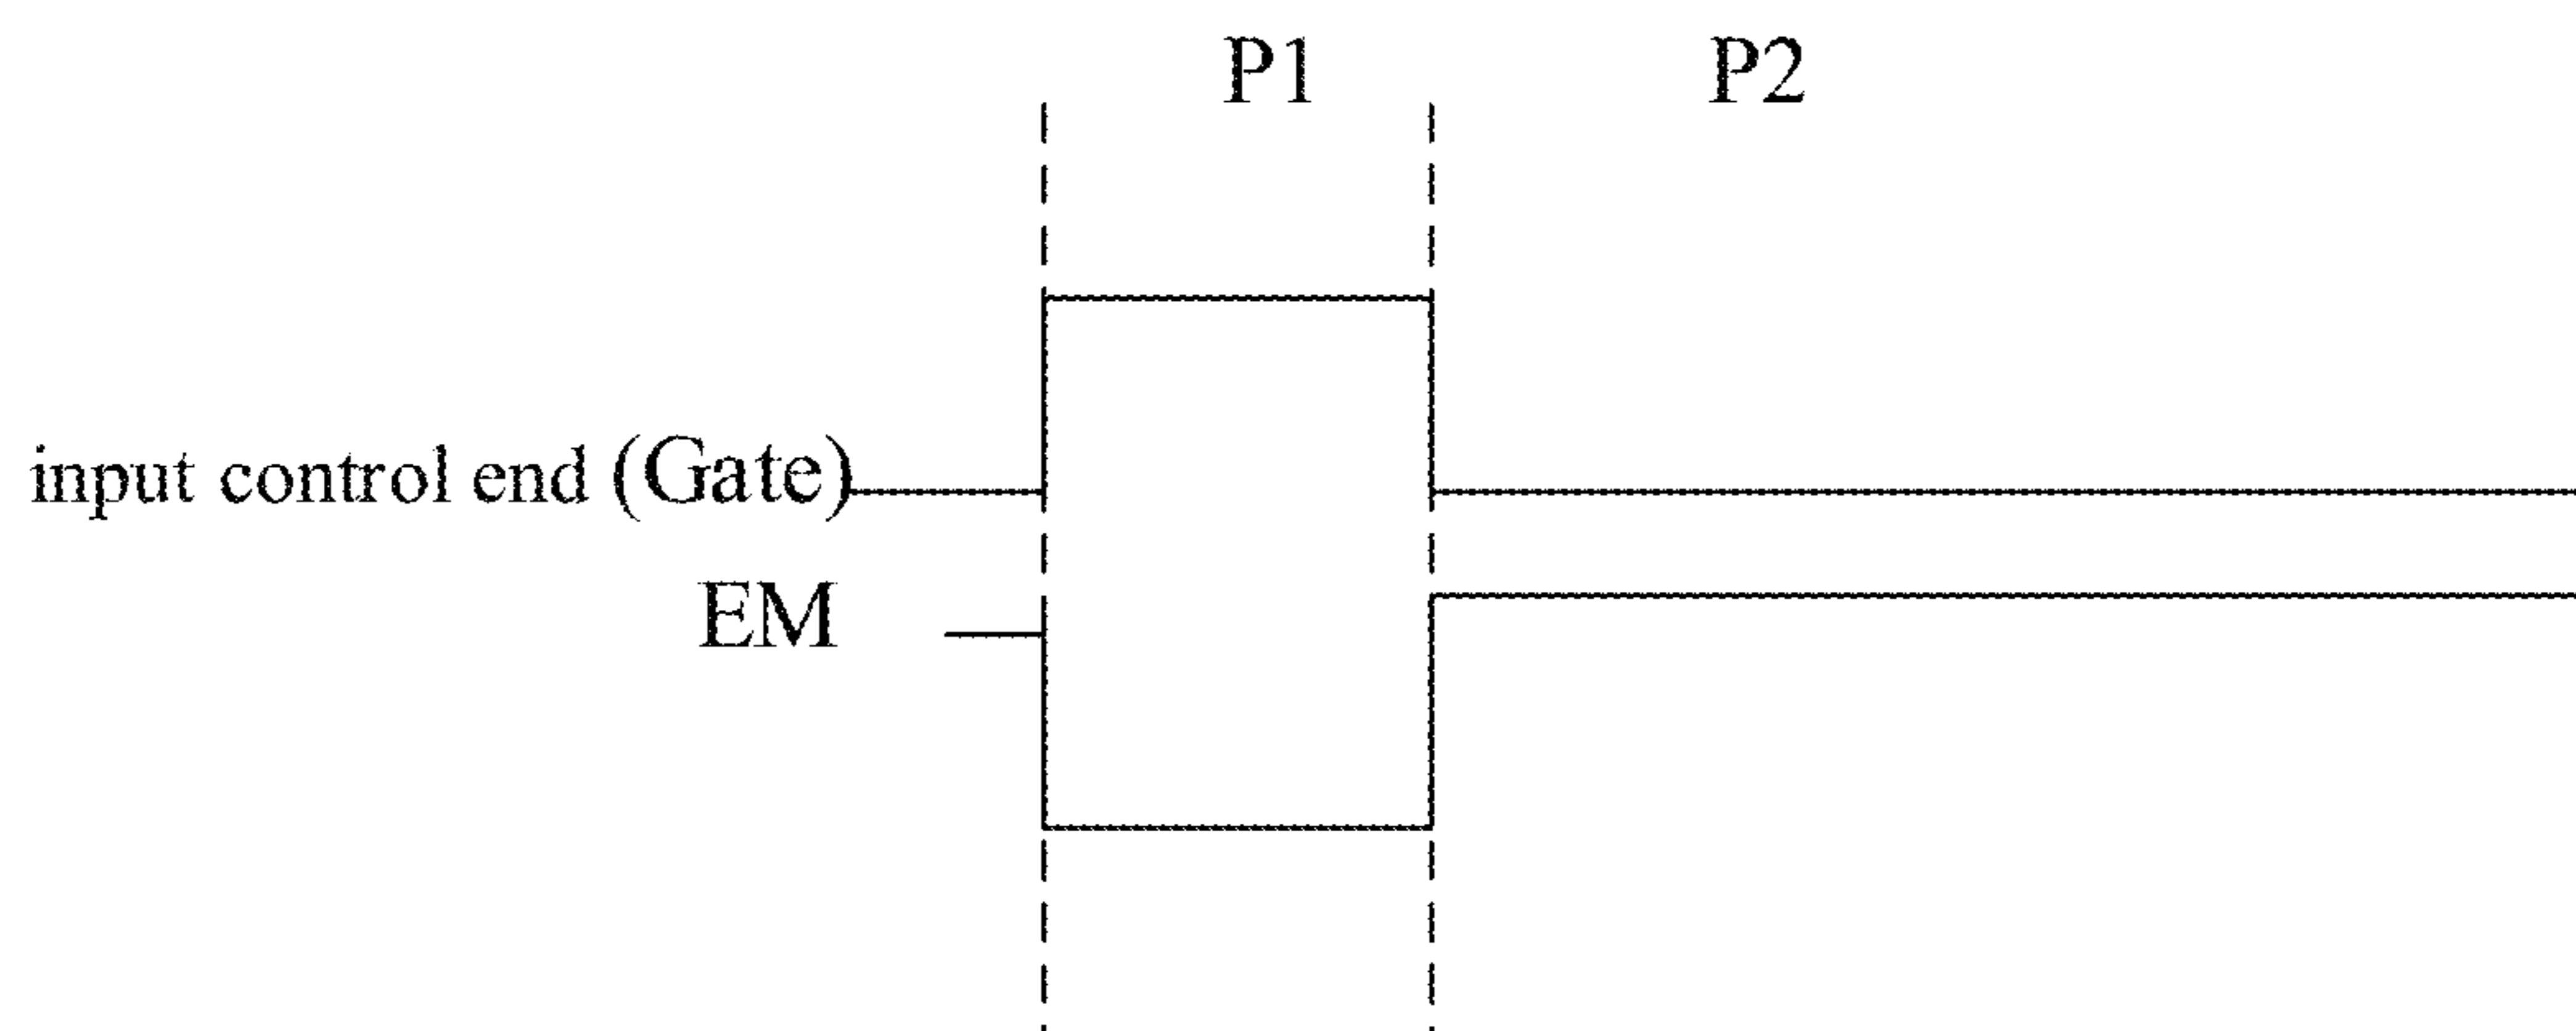 P1 P2
input control end (Gate)
EM